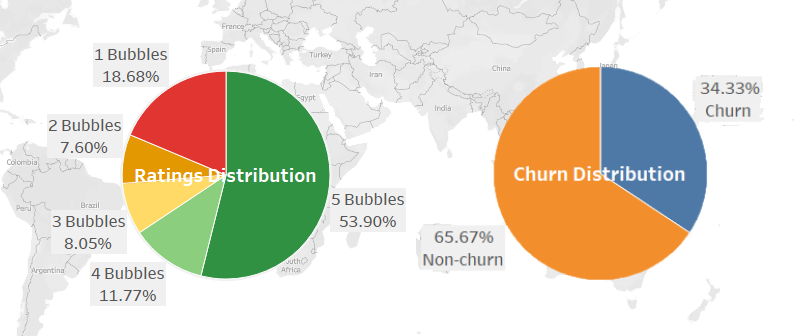 France
Spain
Turkey
Iran
China
Japan
India
Egypt
Colombia
Peru
Brazil
Argentina
South
Africa
1 Bubbles
18.68%
2 Bubbles
7.60%
Ratings Distribution
3 Bubbles
8.05%
4 Bubbles
11.77%
5 Bubbles
53.90%
34.33%
Churn
Churn Distribution
65.67%
Non-churn